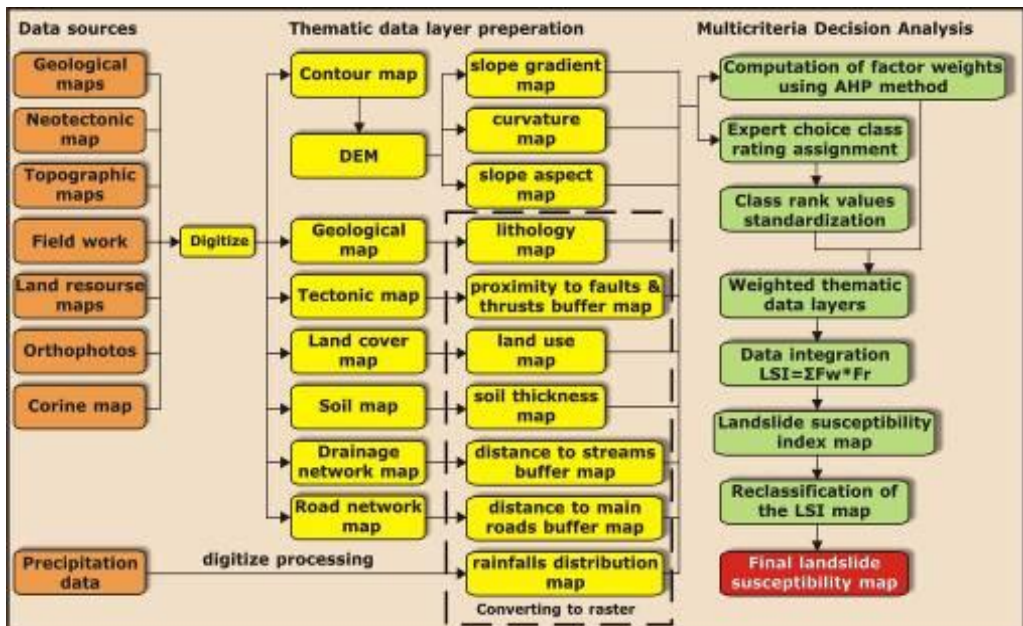 Data sources
Thematic data layer preperation
Multicriteria Decision Analysis
Geological
maps
Neotectonic
map
Topographic
maps
Field work
Land resourse
maps
Orthophotos
Corine map
Precipitation
data
Digitize
digitize processing
Contour map
DEM
Geological
map
Tectonic map
Land cover
map
Soil map
Drainage
network map
Road network
map
slope gradient
map
curvature
map
slope aspect
map
lithology
map
proximity to faults &
thrusts buffer map
land use
map
soil thickness
map
distance to streams
buffer map
distance to main
roads buffer map
rainfalls distribution
map
Converting to raster
Computation of factor weights
using AHP method
Expert choice class
rating assignment
Class rank values
standardization
Weighted thematic
data layers
Data integration
LSI=ΣFw*Fr
Landslide susceptibility
index map
Reclassification of
the LSI map
Final landslide
susceptibility map